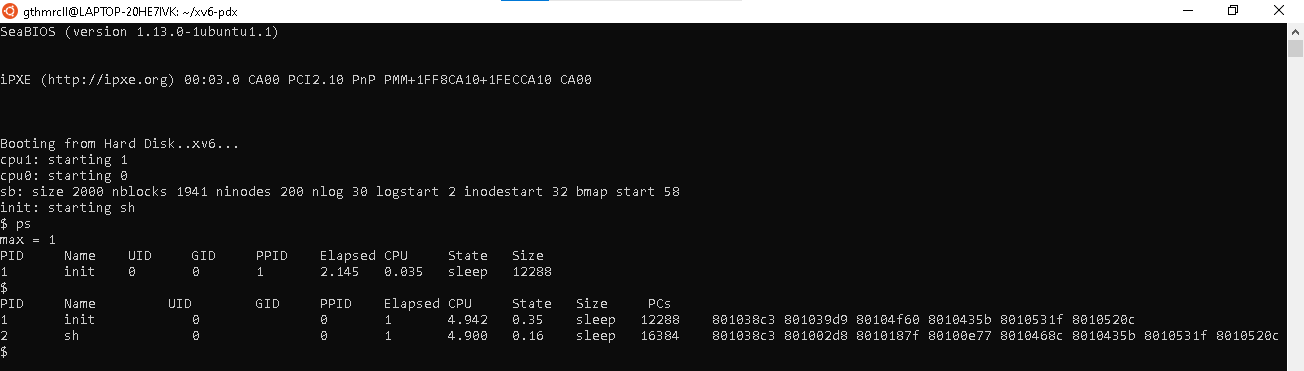 gthmrcll@LAPTOP-20HE7IVK: ~/xv6-pdx
SeaBIOS (version 1.13.0-1ubuntu1.1)
iPXE (http://ipxe.org) 00:03.0 CA00 PCI2.10 PnP PMM+1FF8CA10+1FECCA10 CA00
Booting from Hard Disk..xv6...
cpu1: starting 1
cpu0: starting 0
sb: size 2000 nblocks 1941 ninodes 200 nlog 30 logstart 2 inodestart 32 bmap start 58
init: starting sh
$ ps
max = 1
PID Name UID GID PPID Elapsed CPU State Size
1 init 0 0 1 2.145 0.035 sleep 12288
$
PID Name UID GID PPID Elapsed CPU State Size PCs
1 init 0 0 1 4.942 0.35 sleep 12288 801038c3 801039d9 80104f60 8010435b 8010531f 8010520c
2 sh 0 0 1 4.900 0.16 sleep 16384 801038c3 801002d8 8010187f 80100e77 8010468c 8010435b 8010531f 8010520c
$